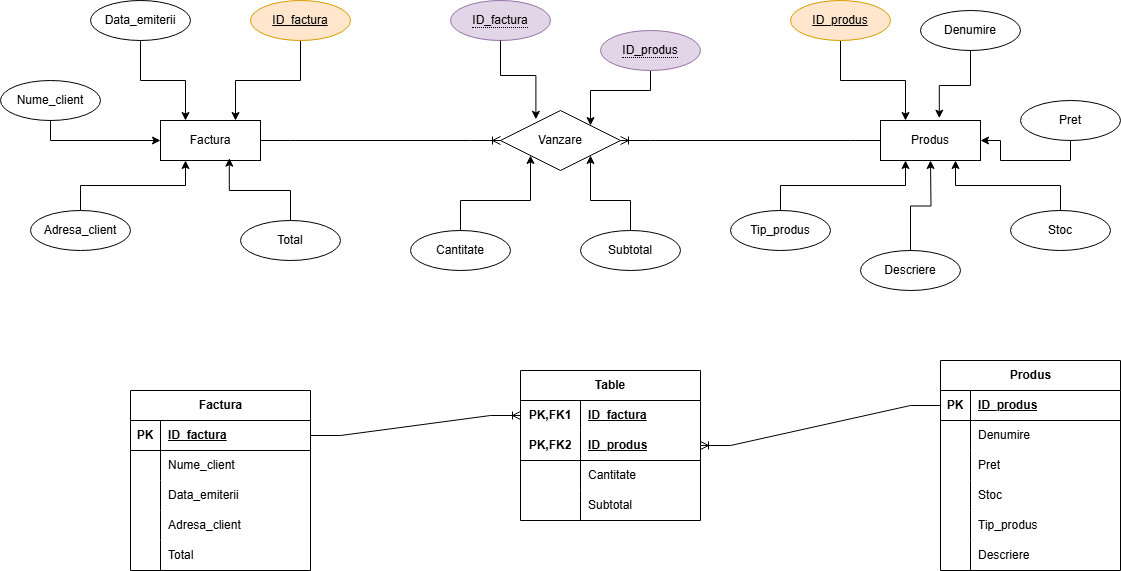 Data_emiterii
ID_factura
ID_factura
ID_produs
ID_produs
Denumire
Nume_client
Pret
Factura
Vanzare
Produs
Adresa_client
Total
Cantitate
Subtotal
Tip_produs
Descriere
Stoc
Factura
PK ID_factura
Nume_client
Data_emiterii
Adresa_client
Total
Table
PK,FK1 ID_factura
PK,FK2 ID_produs
Cantitate
Subtotal
Produs
PK ID_produs
Denumire
Pret
Stoc
Tip_produs
Descriere